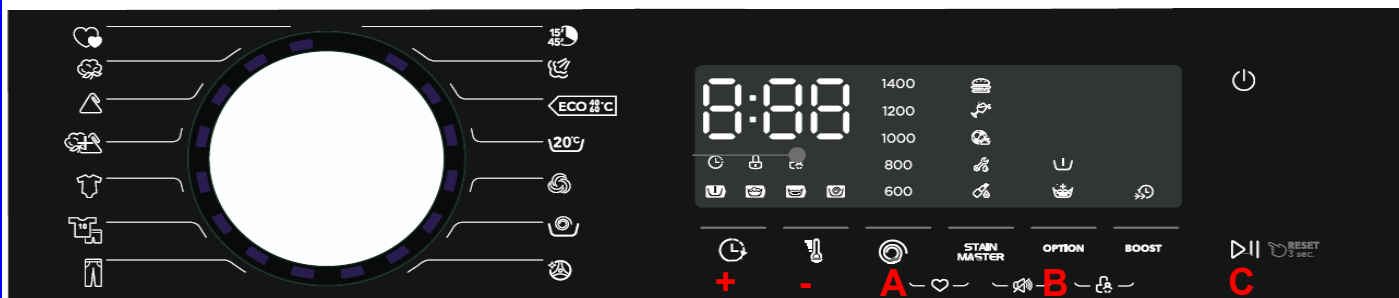 15'
45'
ECO 40 60 °C
20°C
10
8:88
1400
1200
1000
800
600
STAIN
MASTER
OPTION
BOOST
RESET
3 sec.
+
-
A
B
C